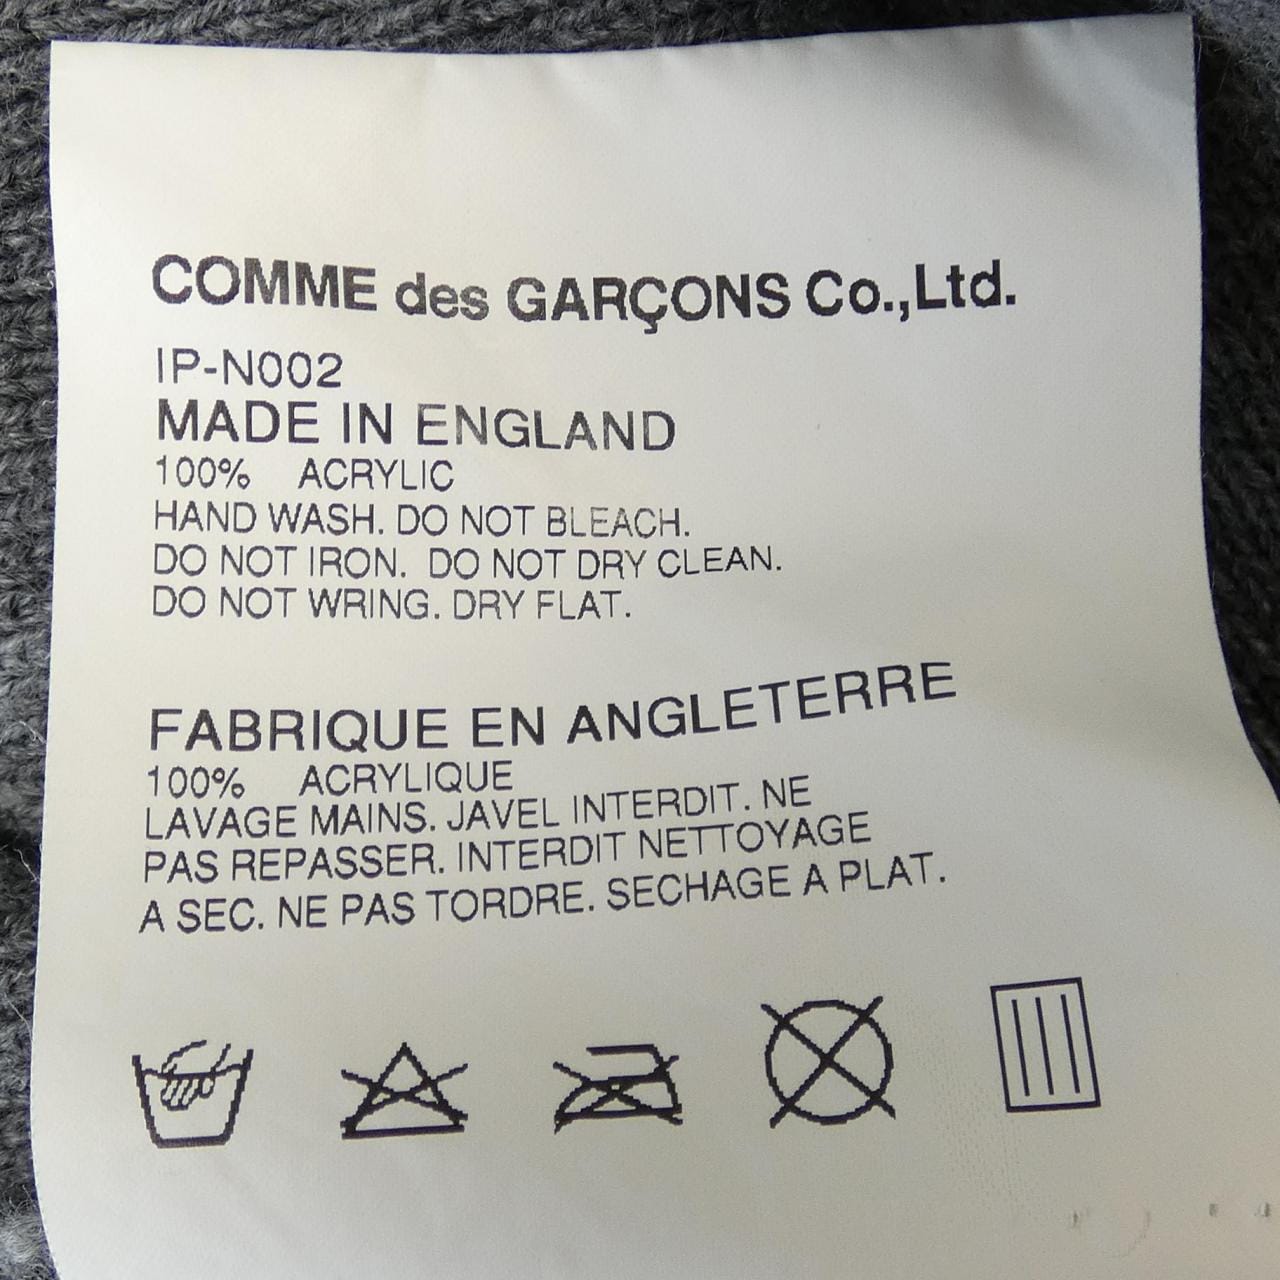 COMME des GARÇONS Co.,Ltd.
IP-N002
MADE IN ENGLAND
100% ACRYLIC
HAND WASH. DO NOT BLEACH.
DO NOT IRON. DO NOT DRY CLEAN.
DO NOT WRING. DRY FLAT.
FABRIQUE EN ANGLETERRE
100% ACRYLIQUE
LAVAGE MAINS. JAVEL INTERDIT. NE
PAS REPASSER. INTERDIT NETTOYAGE
A SEC. NE PAS TORDRE. SECHAGE A PLAT.